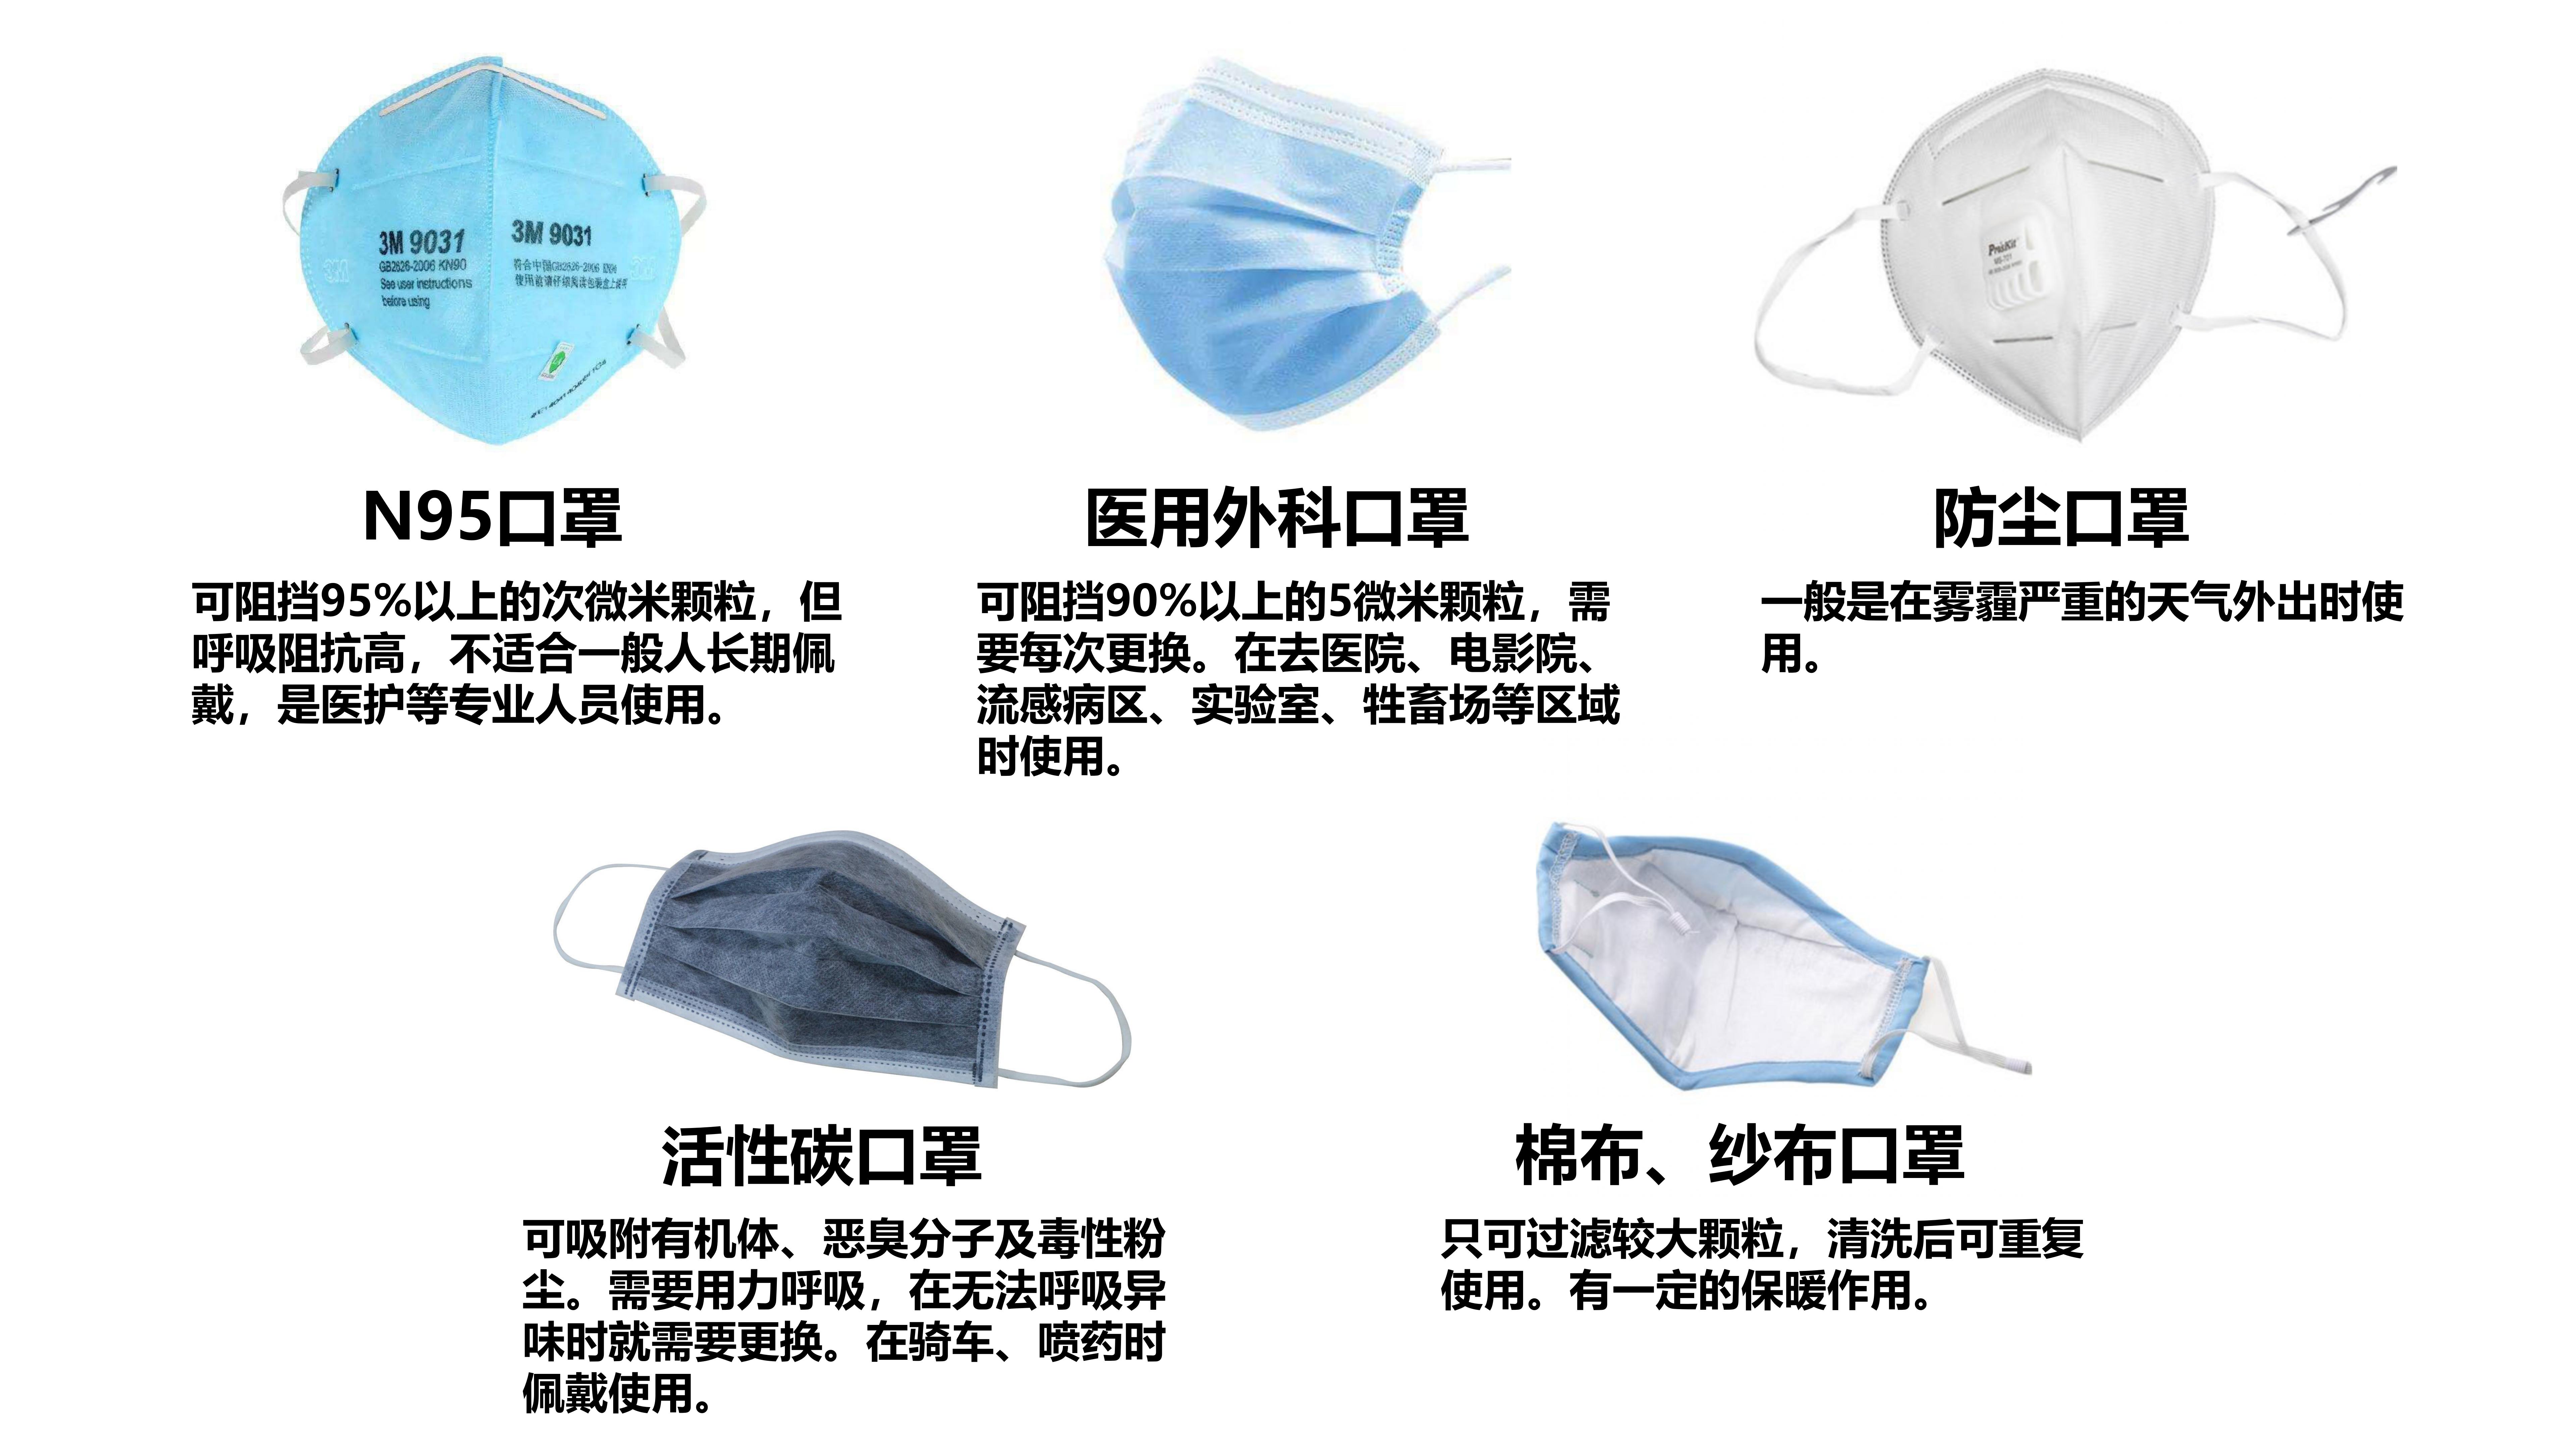 3M 9031
GB2626-2006 KN90
See user instructions
before using
3M 9031
符合中国GB2626-2006 KN90
使用前请仔细阅读包装盒上说明
Pro'sKit
MS-701
N95口罩
可阻挡95%以上的次微米颗粒，但
呼吸阻抗高，不适合一般人长期佩
戴，是医护等专业人员使用。
医用外科口罩
可阻挡90%以上的5微米颗粒，需
要每次更换。在去医院、电影院、
流感病区、实验室、牲畜场等区域
时使用。
防尘口罩
一般是在雾霾严重的天气外出时使
用。
活性碳口罩
可吸附有机体、恶臭分子及毒性粉
尘。需要用力呼吸，在无法呼吸异
味时就需要更换。在骑车、喷药时
佩戴使用。
棉布、纱布口罩
只可过滤较大颗粒，清洗后可重复
使用。有一定的保暖作用。